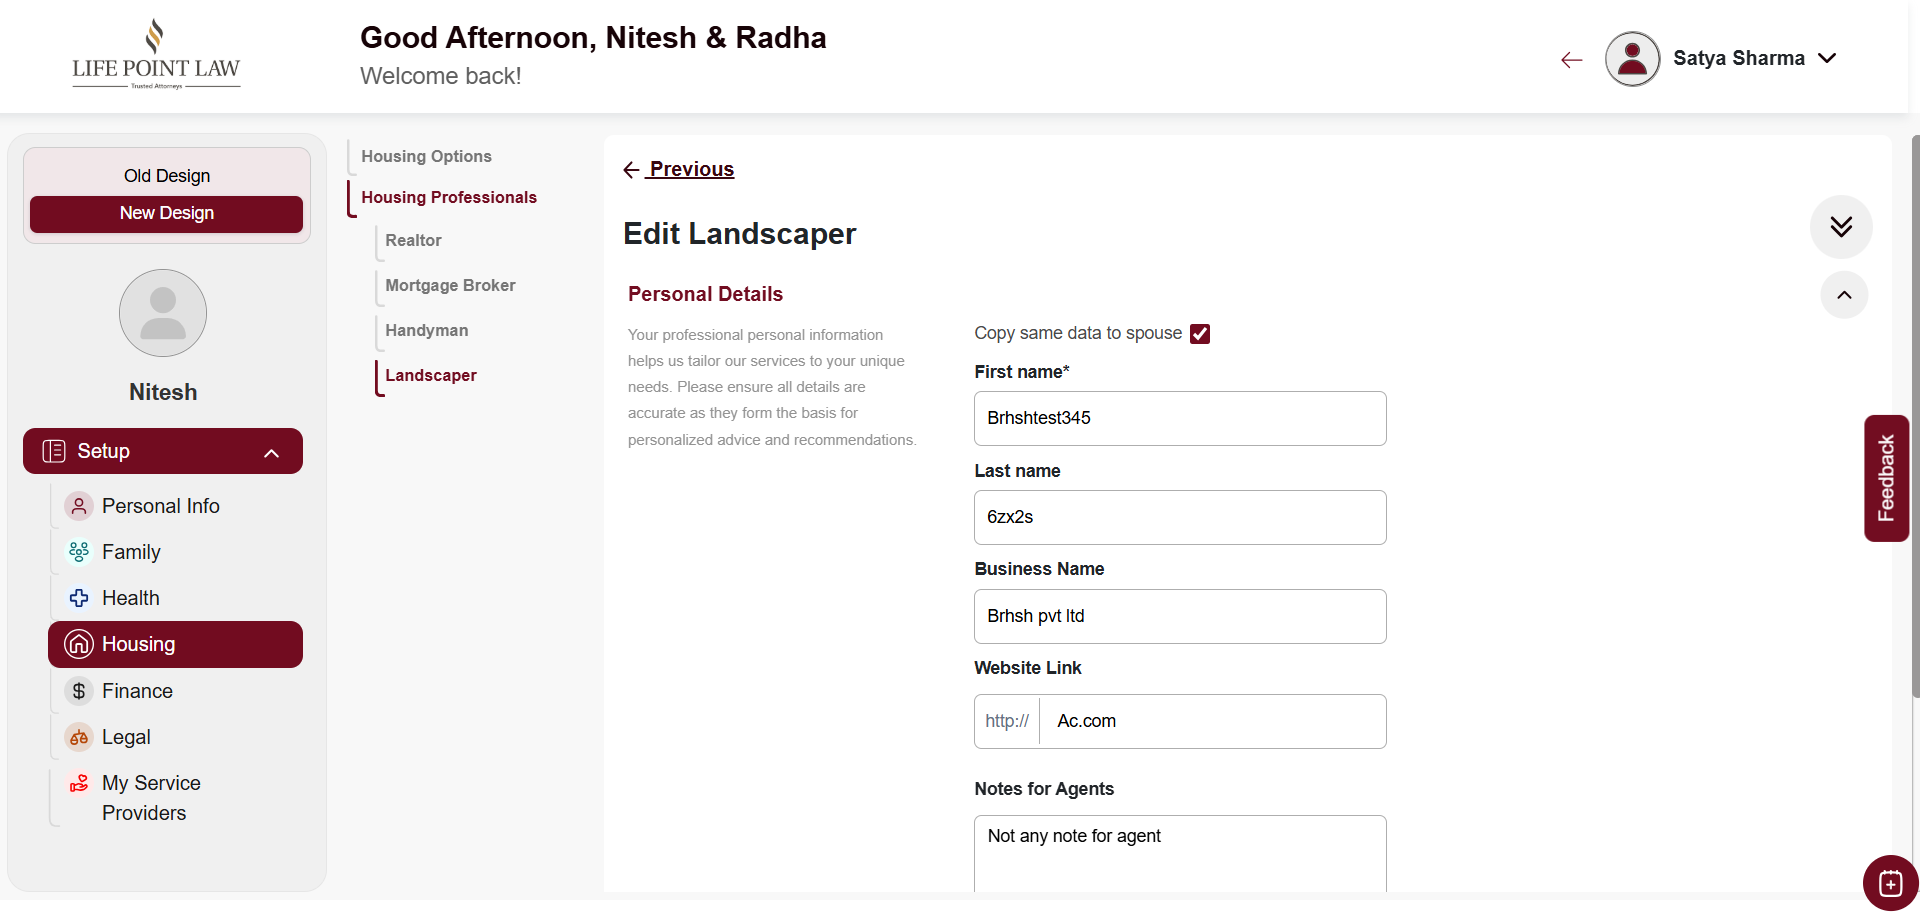 LIFE POINT LAW
Trusted Attorneys
Good Afternoon, Nitesh & Radha
Welcome back!
Satya Sharma
Old Design
New Design
Nitesh
Setup
Personal Info
Family
Health
Housing
Finance
Legal
My Service
Providers
Housing Options
Housing Professionals
Realtor
Mortgage Broker
Handyman
Landscaper
Previous
Edit Landscaper
Personal Details
Your professional personal information
helps us tailor our services to your unique
needs. Please ensure all details are
accurate as they form the basis for
personalized advice and recommendations.
Copy same data to spouse
First name*
Brhshtest345
Last name
6zx2s
Business Name
Brhsh pvt ltd
Website Link
http:// Ac.com
Notes for Agents
Not any note for agent
Feedback